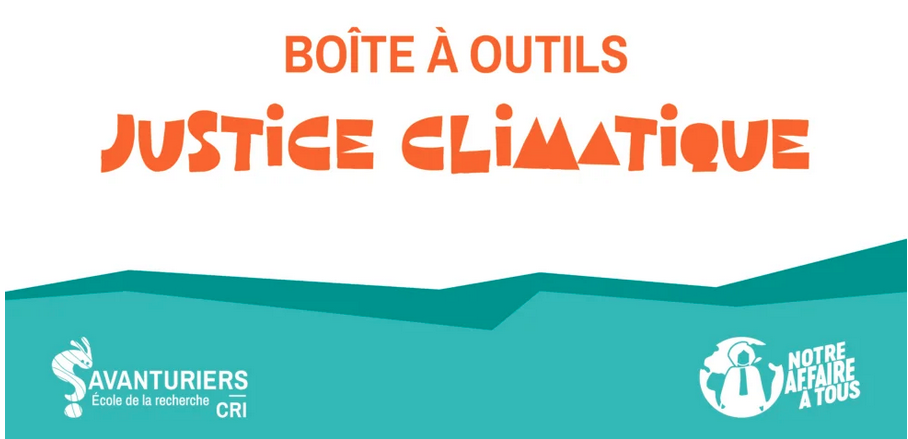 BOÎTE À OUTILS
JUSTICE CLIMATIQUE
SAVANTURIERS
École de la recherche
CRI
NOTRE
AFFAIRE
À TOUS